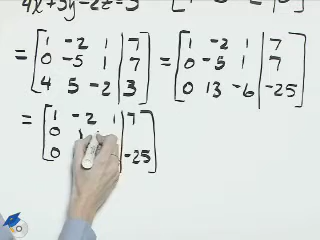 4x+5y-2z=3
= [1 -2 1 | 7] = [1 -2 1 | 7]
[0 -5 1 | 7] [0 -5 1 | 7]
[4 5 -2 | 3] [0 13 -6 | -25]
= [1 -2 1 | 7]
0 1
0 -25